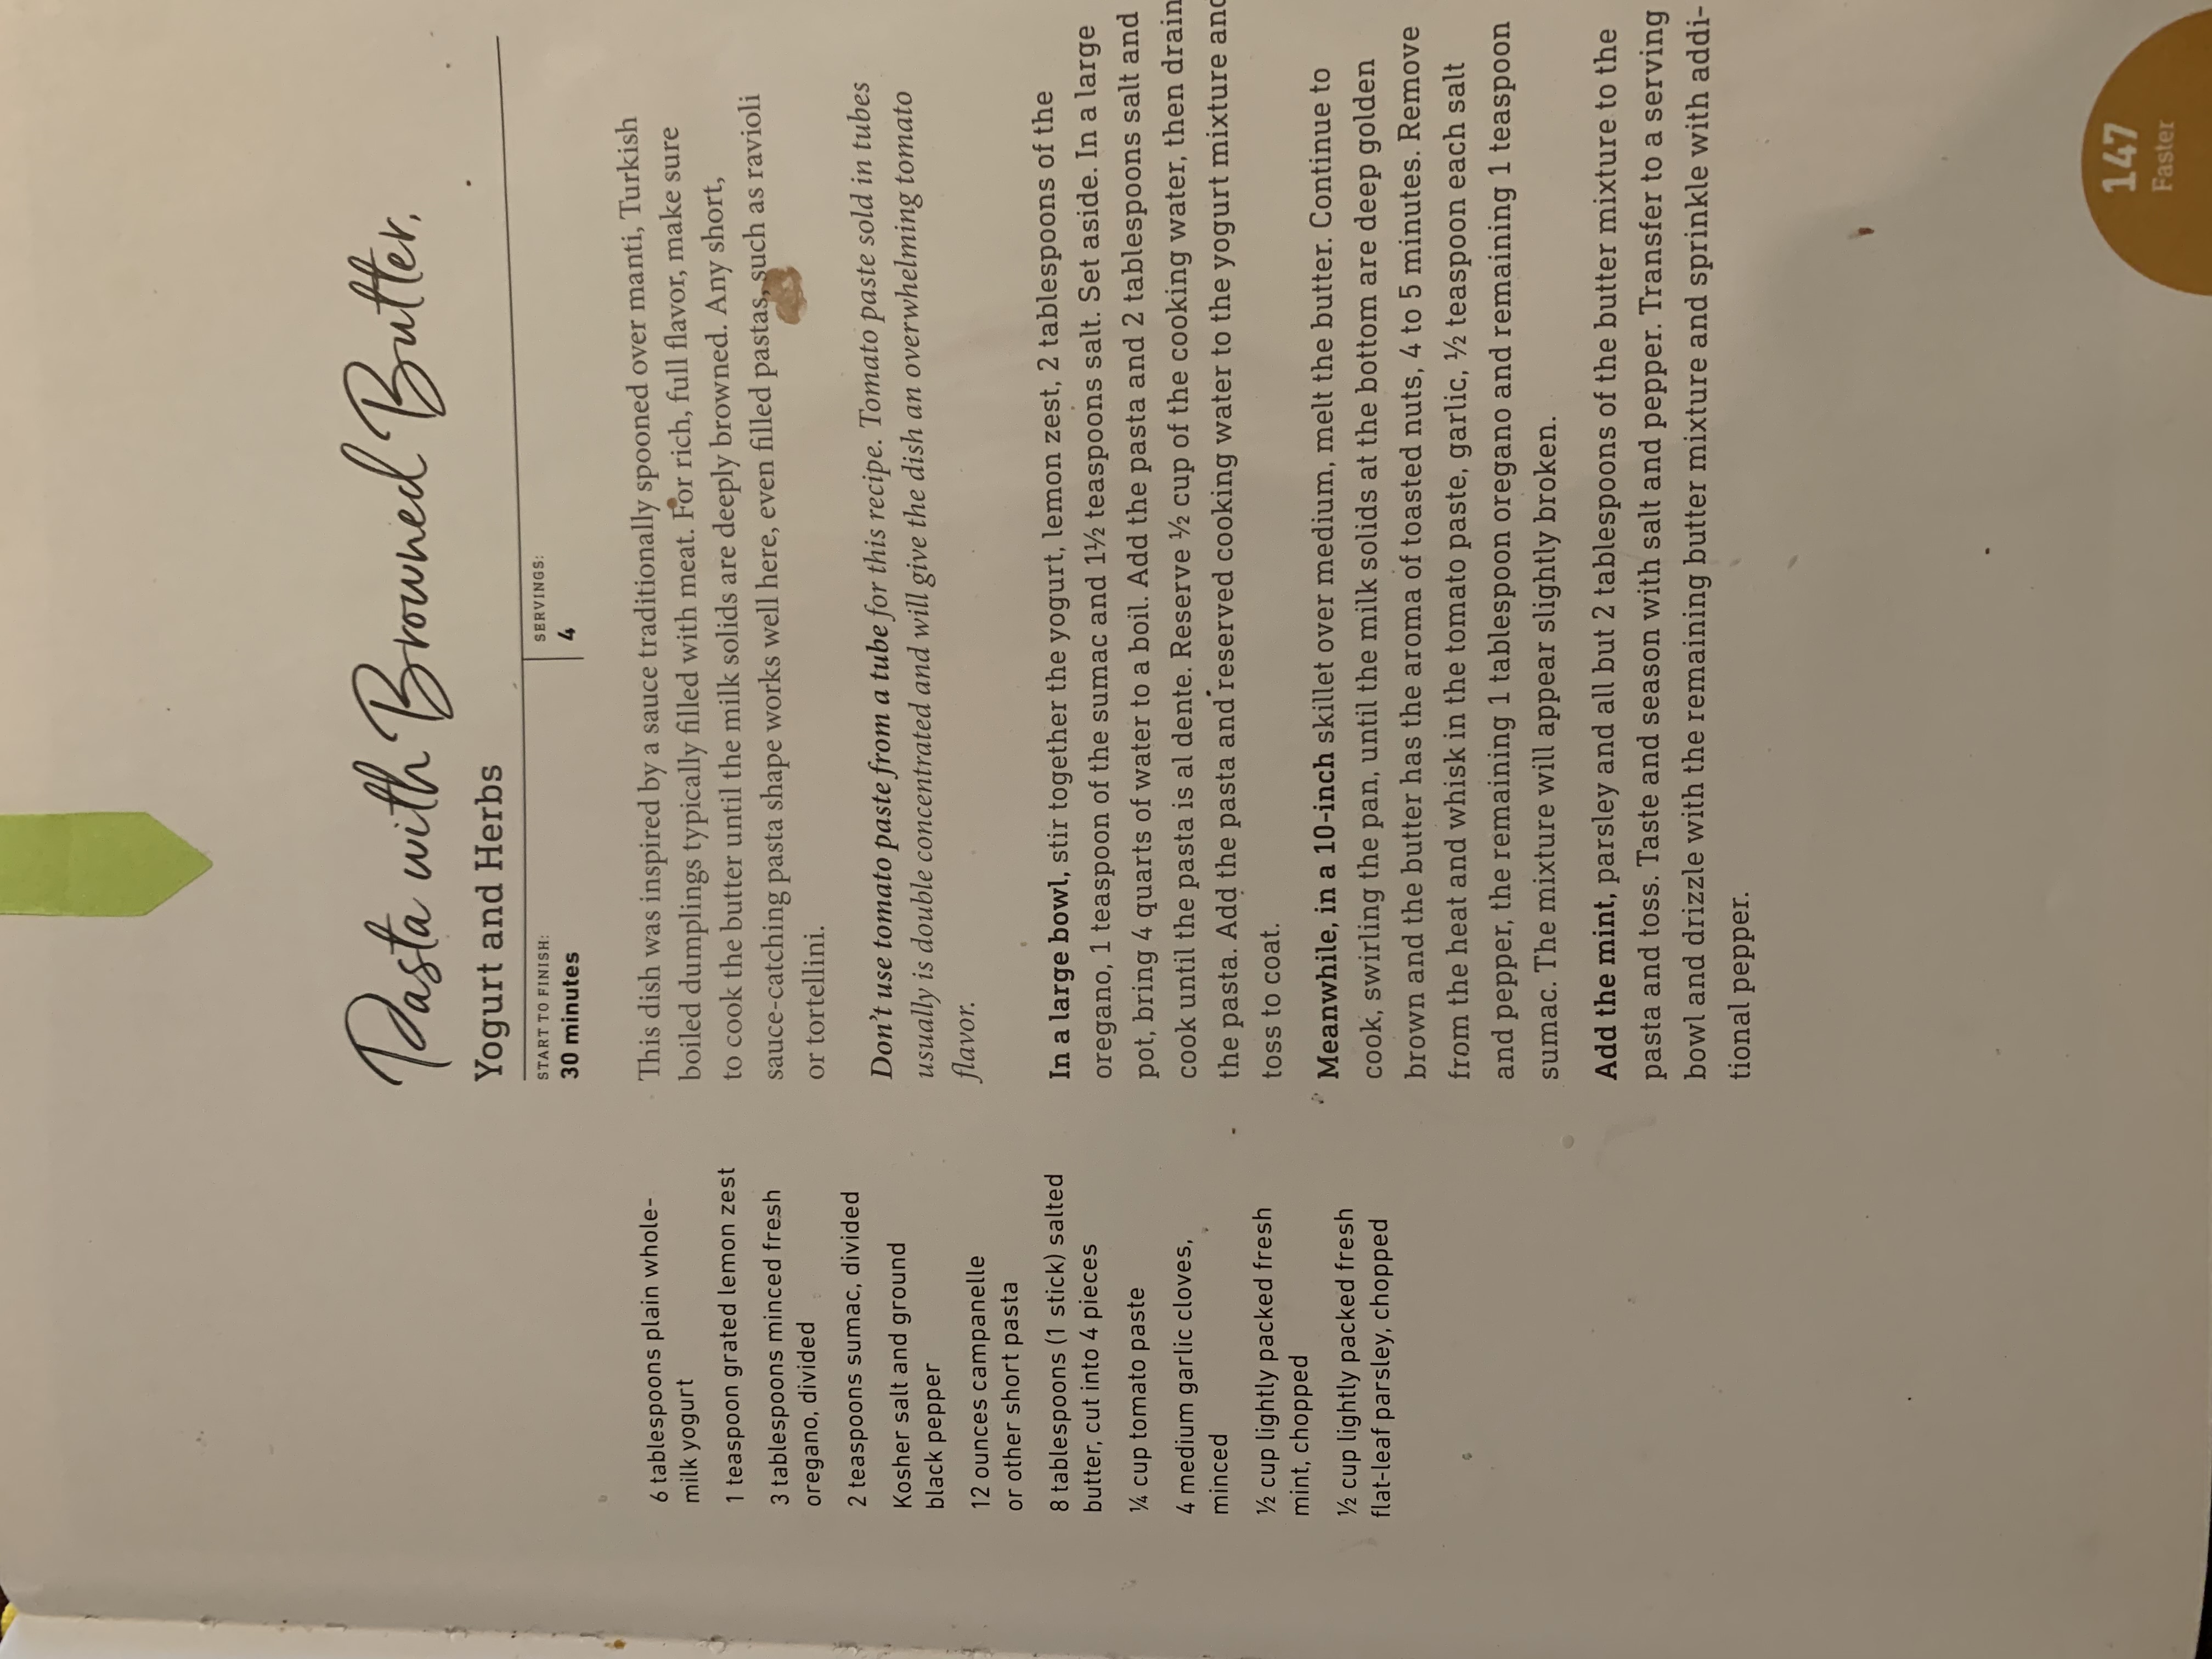 Pasta with Browned Butter,
Yogurt and Herbs
START TO FINISH:
30 minutes
SERVINGS:
4
6 tablespoons plain whole-
milk yogurt
1 teaspoon grated lemon zest
3 tablespoons minced fresh
oregano, divided
2 teaspoons sumac, divided
Kosher salt and ground
black pepper
12 ounces campanelle
or other short pasta
8 tablespoons (1 stick) salted
butter, cut into 4 pieces
¼ cup tomato paste
4 medium garlic cloves,
minced
½ cup lightly packed fresh
mint, chopped
½ cup lightly packed fresh
flat-leaf parsley, chopped
This dish was inspired by a sauce traditionally spooned over manti, Turkish
boiled dumplings typically filled with meat. For rich, full flavor, make sure
to cook the butter until the milk solids are deeply browned. Any short,
sauce-catching pasta shape works well here, even filled pastas, such as ravioli
or tortellini.
Don't use tomato paste from a tube for this recipe. Tomato paste sold in tubes
usually is double concentrated and will give the dish an overwhelming tomato
flavor.
In a large bowl, stir together the yogurt, lemon zest, 2 tablespoons of the
oregano, 1 teaspoon of the sumac and 1½ teaspoons salt. Set aside. In a large
pot, bring 4 quarts of water to a boil. Add the pasta and 2 tablespoons salt and
cook until the pasta is al dente. Reserve ½ cup of the cooking water, then drain
the pasta. Add the pasta and reserved cooking water to the yogurt mixture and
toss to coat.
Meanwhile, in a 10-inch skillet over medium, melt the butter. Continue to
cook, swirling the pan, until the milk solids at the bottom are deep golden
brown and the butter has the aroma of toasted nuts, 4 to 5 minutes. Remove
from the heat and whisk in the tomato paste, garlic, ½ teaspoon each salt
and pepper, the remaining 1 tablespoon oregano and remaining 1 teaspoon
sumac. The mixture will appear slightly broken.
Add the mint, parsley and all but 2 tablespoons of the butter mixture to the
pasta and toss. Taste and season with salt and pepper. Transfer to a serving
bowl and drizzle with the remaining butter mixture and sprinkle with addi-
tional pepper.
147
Faster